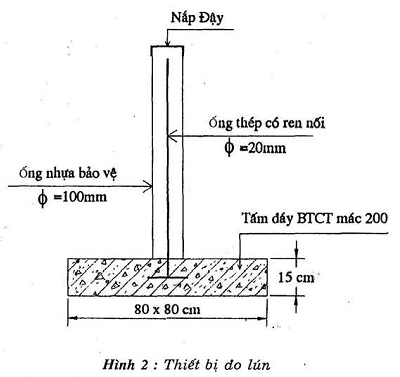 Nắp Đậy
ống thép có ren nối
ϕ =20mm
ống nhựa bảo vệ
ϕ =100mm
Tấm đáy BTCT mác 200
15 cm
80 x 80 cm
Hình 2 : Thiết bị đo lún